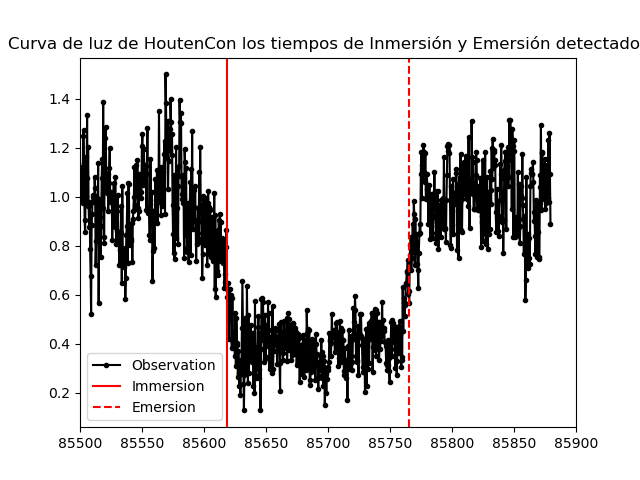 Curva de luz de HoutenCon los tiempos de Inmersión y Emersión detectado
1.4
1.2
1.0
0.8
0.6
0.4
0.2
Observation
Immersion
Emersion
85500 85550 85600 85650 85700 85750 85800 85850 85900